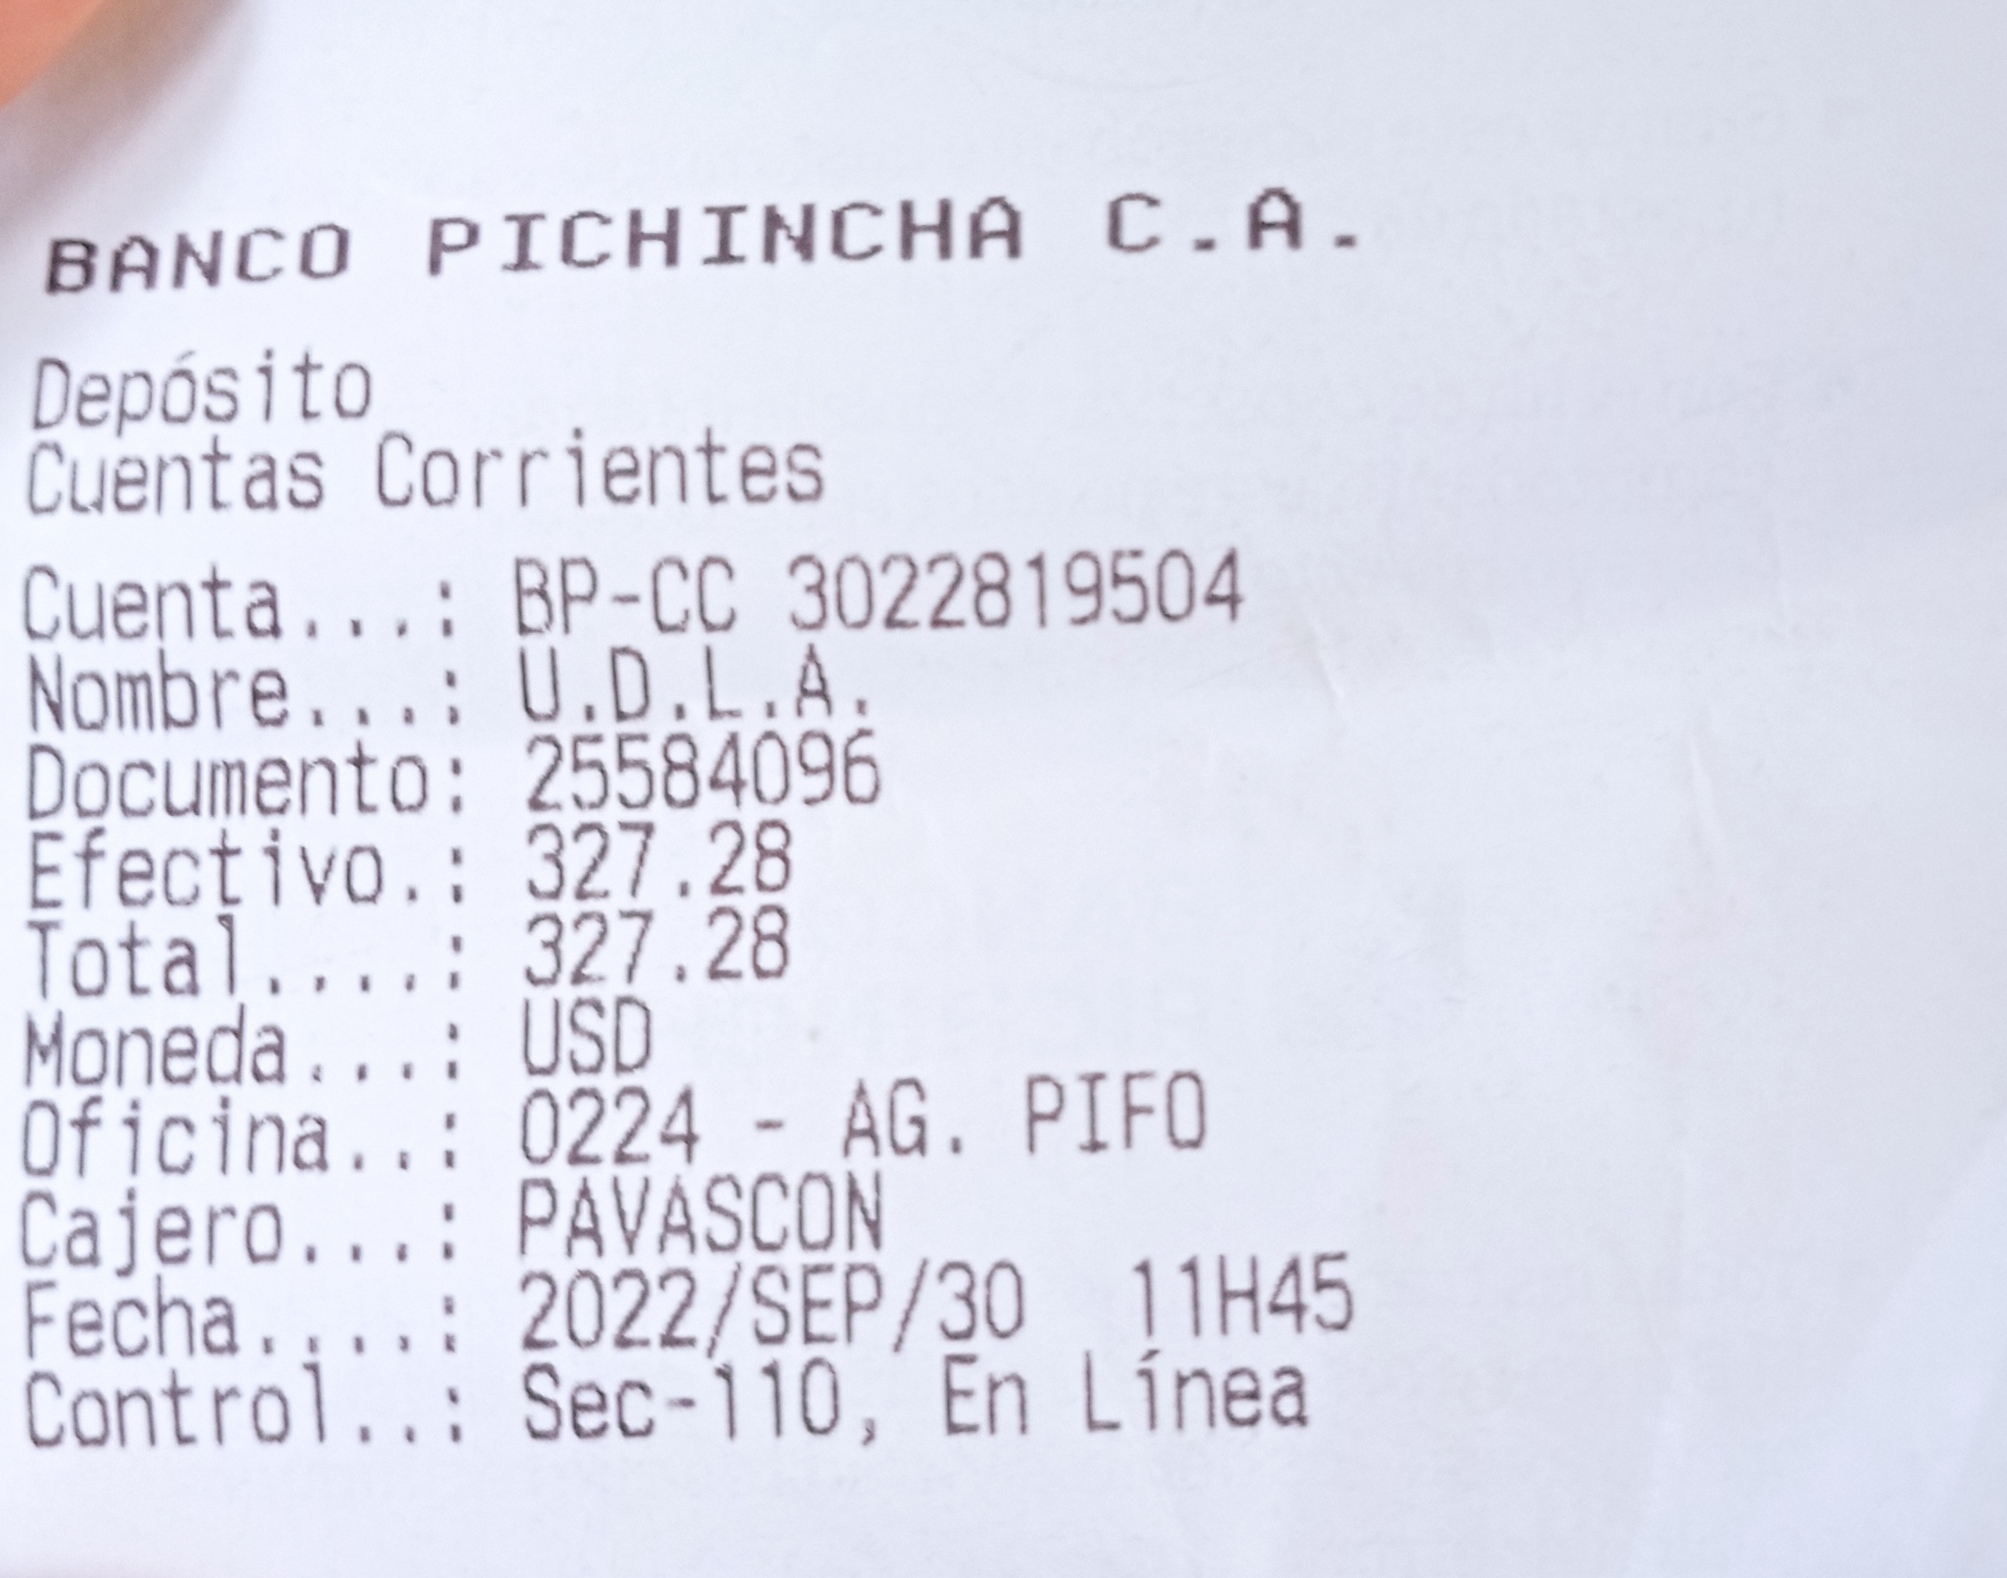 BANCO PICHINCHA C.A.
Depósito
Cuentas Corrientes
Cuenta...: BP-CC 3022819504
Nombre...: U.D.L.A.
Documento: 25584096
Efectivo.: 327.28
Total....: 327.28
Moneda...: USD
Oficina..: 0224 - AG. PIFO
Cajero...: PAVASCON
Fecha....: 2022/SEP/30 11H45
Control..: Sec-110, En Línea